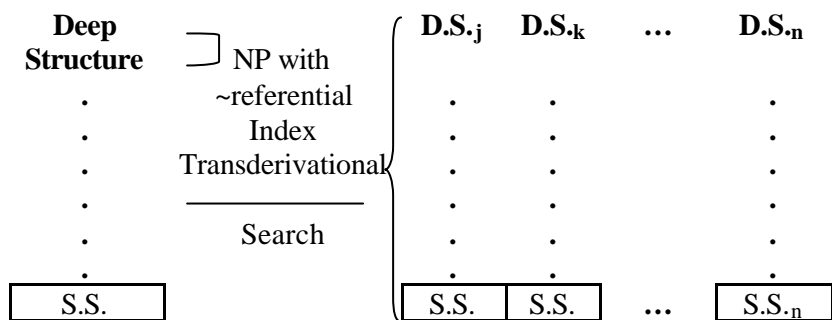 Deep Structure
NP with
~referential
Index
Transderivational
Search
S.S.
D.S.j D.S.k ... D.S.n
S.S. S.S. ... S.S.n